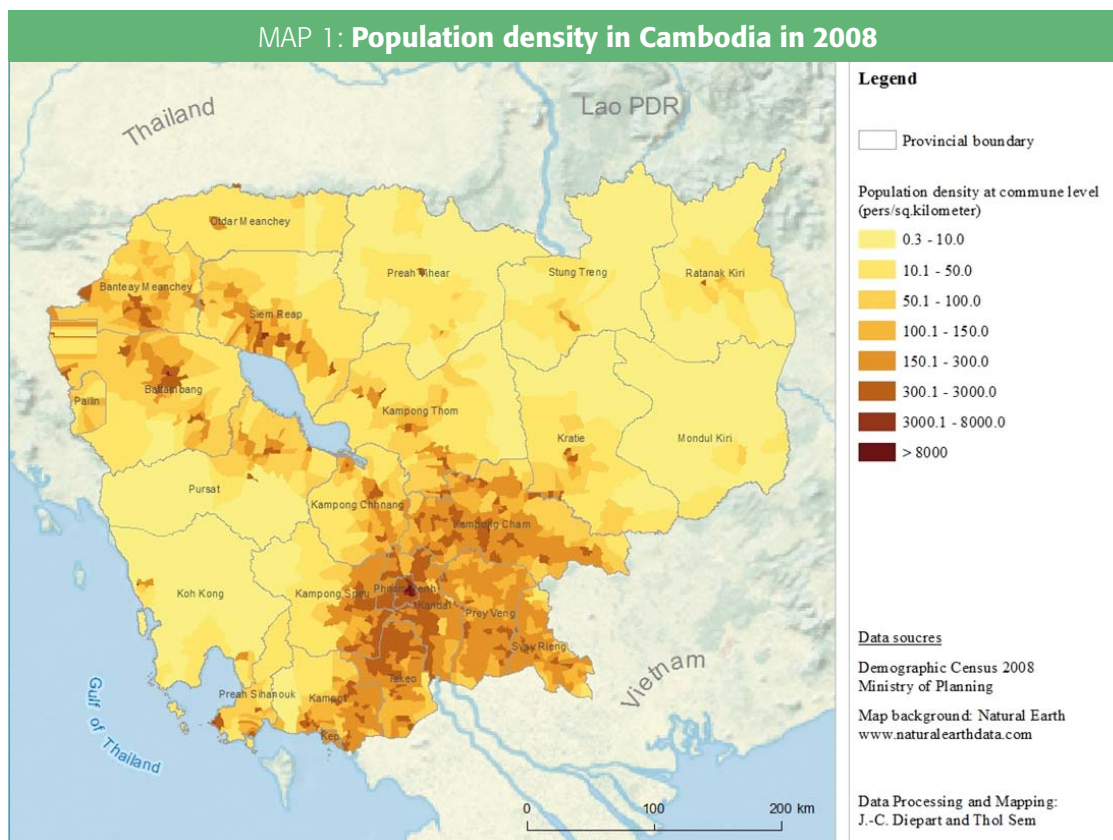 MAP 1: Population density in Cambodia in 2008
Thailand
Lao PDR
Otdar Meanchey
Preah Vihear
Stung Treng
Ratanak Kiri
Banteay Meanchey
Siem Reap
Battambang
Pailin
Kampong Thom
Kratie
Mondul Kiri
Pursat
Kampong Chhnang
Kampong Cham
Koh Kong
Kampong Speu
Phnom Penh
Kandal
Prey Veng
Svay Rieng
Takeo
Preah Sihanouk
Kampot
Kep
Vietnam
Gulf of Thailand
0 100 200 km
Legend
Provincial boundary
Population density at commune level
(pers/sq.kilometer)
0.3 - 10.0
10.1 - 50.0
50.1 - 100.0
100.1 - 150.0
150.1 - 300.0
300.1 - 3000.0
3000.1 - 8000.0
> 8000
Data soucres
Demographic Census 2008
Ministry of Planning
Map background: Natural Earth
www.naturalearthdata.com
Data Processing and Mapping:
J.-C. Diepart and Thol Sem